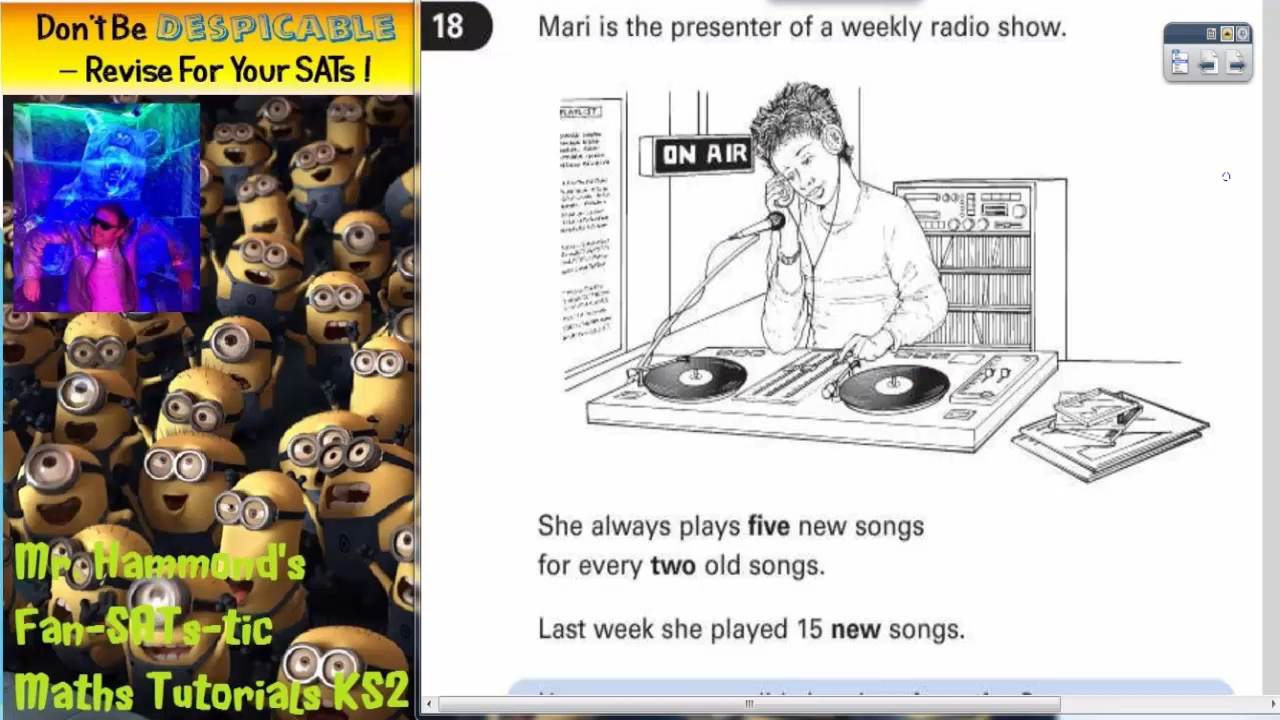 Don't Be DESPICABLE
– Revise For Your SATs !
Mr. Hammond's
Fan-SATs-tic
Maths Tutorials KS2
18
Mari is the presenter of a weekly radio show.
PLAYLIST
ON AIR
She always plays five new songs
for every two old songs.
Last week she played 15 new songs.